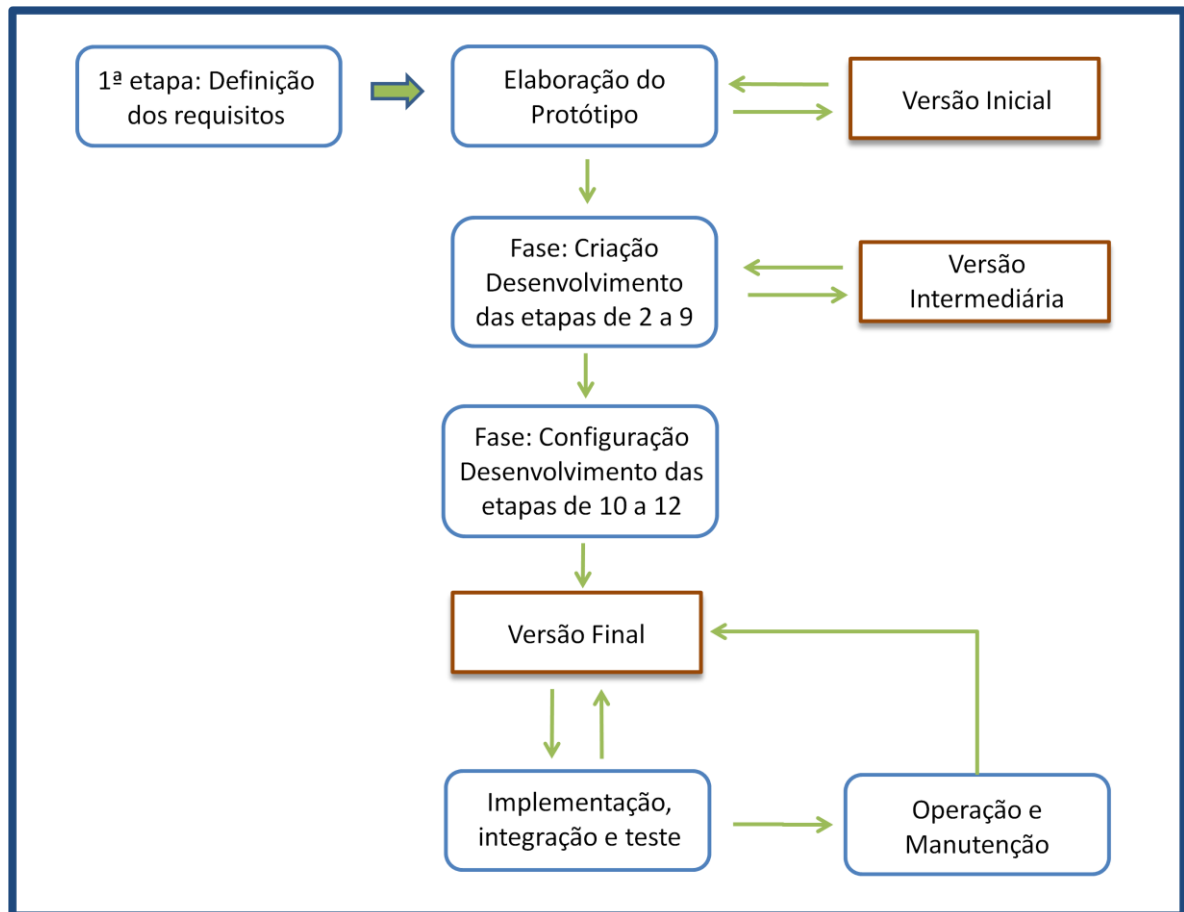 1ª etapa: Definição
dos requisitos
Elaboração do
Protótipo
Versão Inicial
Fase: Criação
Desenvolvimento
das etapas de 2 a 9
Versão
Intermediária
Fase: Configuração
Desenvolvimento das
etapas de 10 a 12
Versão Final
Implementação,
integração e teste
Operação e
Manutenção